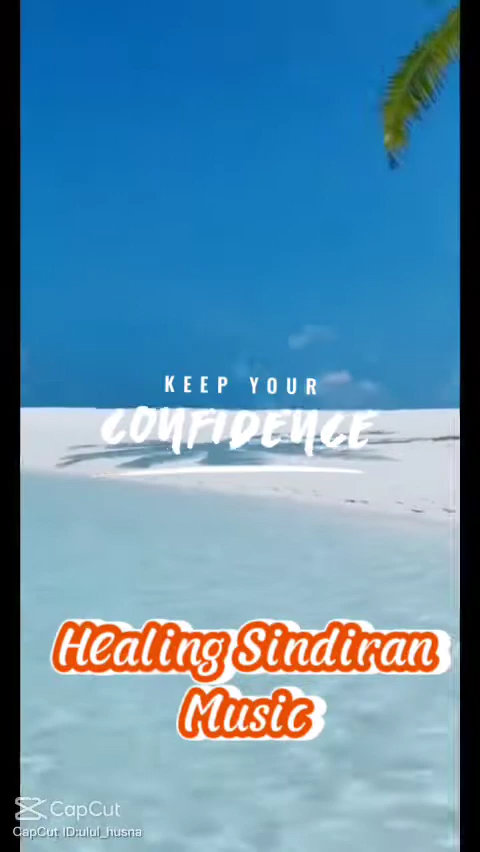 KEEP YOUR
CONFIDENCE
Healing Sindiran
Music
CapCut
CapCut ID:ulul_husna